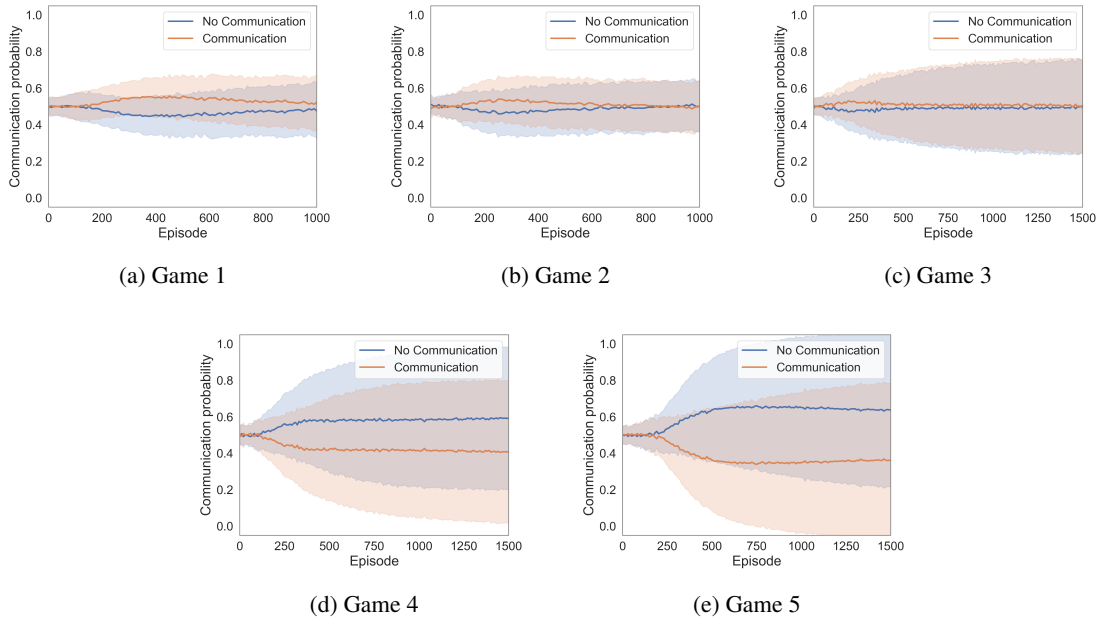 1.0
0.8
0.6
0.4
0.2
0.0
Communication probability
No Communication
Communication
0 200 400 600 800 1000
Episode
(a) Game 1
1.0
0.8
0.6
0.4
0.2
0.0
Communication probability
No Communication
Communication
0 200 400 600 800 1000
Episode
(b) Game 2
1.0
0.8
0.6
0.4
0.2
0.0
Communication probability
No Communication
Communication
0 250 500 750 1000 1250 1500
Episode
(c) Game 3
1.0
0.8
0.6
0.4
0.2
0.0
Communication probability
No Communication
Communication
0 250 500 750 1000 1250 1500
Episode
(d) Game 4
1.0
0.8
0.6
0.4
0.2
0.0
Communication probability
No Communication
Communication
0 250 500 750 1000 1250 1500
Episode
(e) Game 5